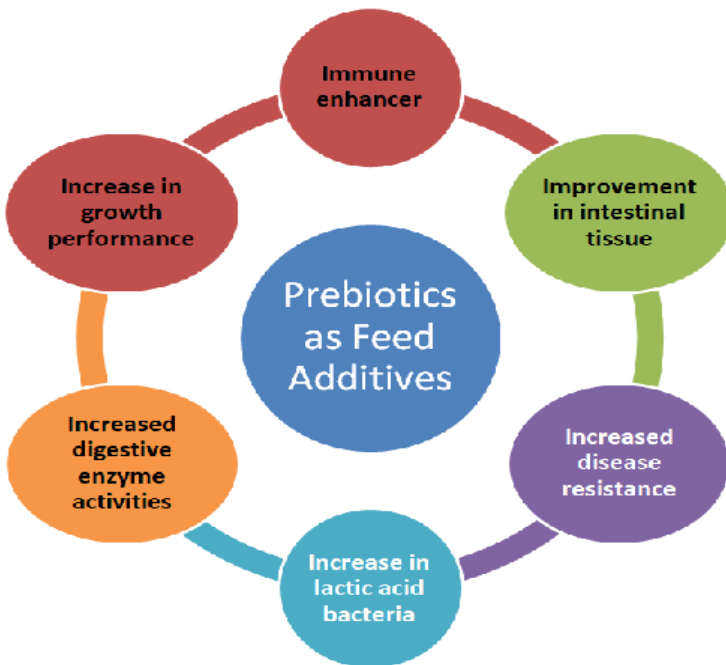 Immune
enhancer
Improvement
in intestinal
tissue
Increased
disease
resistance
Increase in
lactic acid
bacteria
Increased
digestive
enzyme
activities
Increase in
growth
performance
Prebiotics
as Feed
Additives